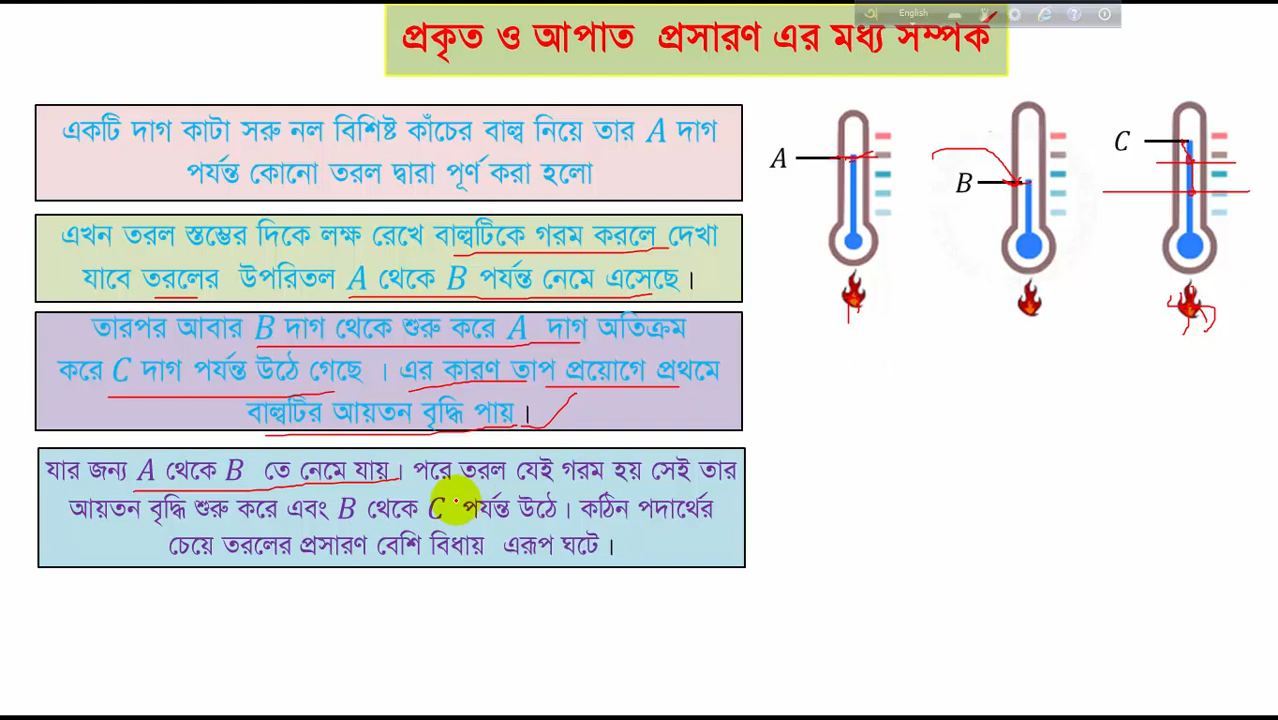 English
প্রকৃত ও আপাত প্রসারণ এর মধ্য সম্পর্ক
একটি দাগ কাটা সরু নল বিশিষ্ট কাঁচের বাল্ব নিয়ে তার A দাগ
পর্যন্ত কোনো তরল দ্বারা পূর্ণ করা হলো
এখন তরল স্তম্ভের দিকে লক্ষ রেখে বাল্বটিকে গরম করলে দেখা
যাবে তরলের উপরিতল A থেকে B পর্যন্ত নেমে এসেছে।
তারপর আবার B দাগ থেকে শুরু করে A দাগ অতিক্রম
করে C দাগ পর্যন্ত উঠে গেছে । এর কারণ তাপ প্রয়োগে প্রথমে
বাল্বটির আয়তন বৃদ্ধি পায় ।
যার জন্য A থেকে B তে নেমে যায়। পরে তরল যেই গরম হয় সেই তার
আয়তন বৃদ্ধি শুরু করে এবং B থেকে C পর্যন্ত উঠে। কঠিন পদার্থের
চেয়ে তরলের প্রসারণ বেশি বিধায় এরূপ ঘটে ।
A
B
C